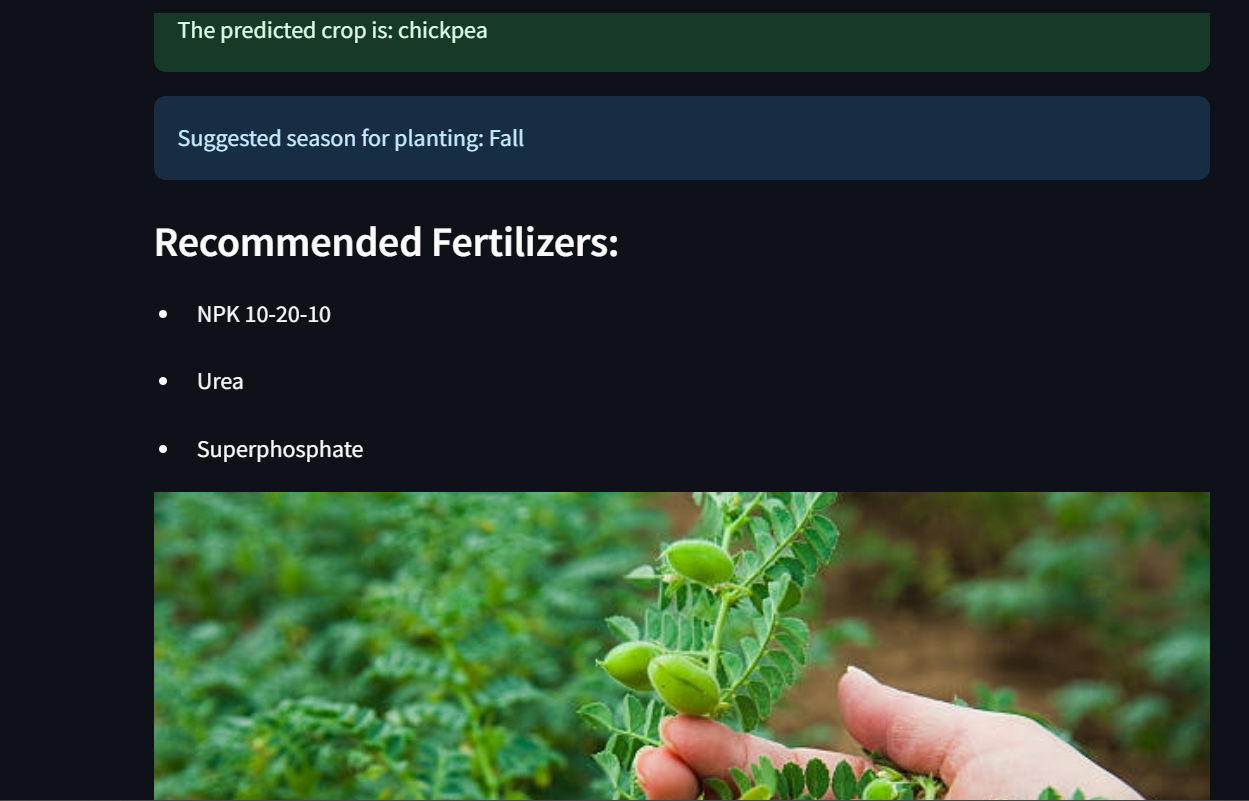 The predicted crop is: chickpea
Suggested season for planting: Fall
Recommended Fertilizers:
NPK 10-20-10
Urea
Superphosphate